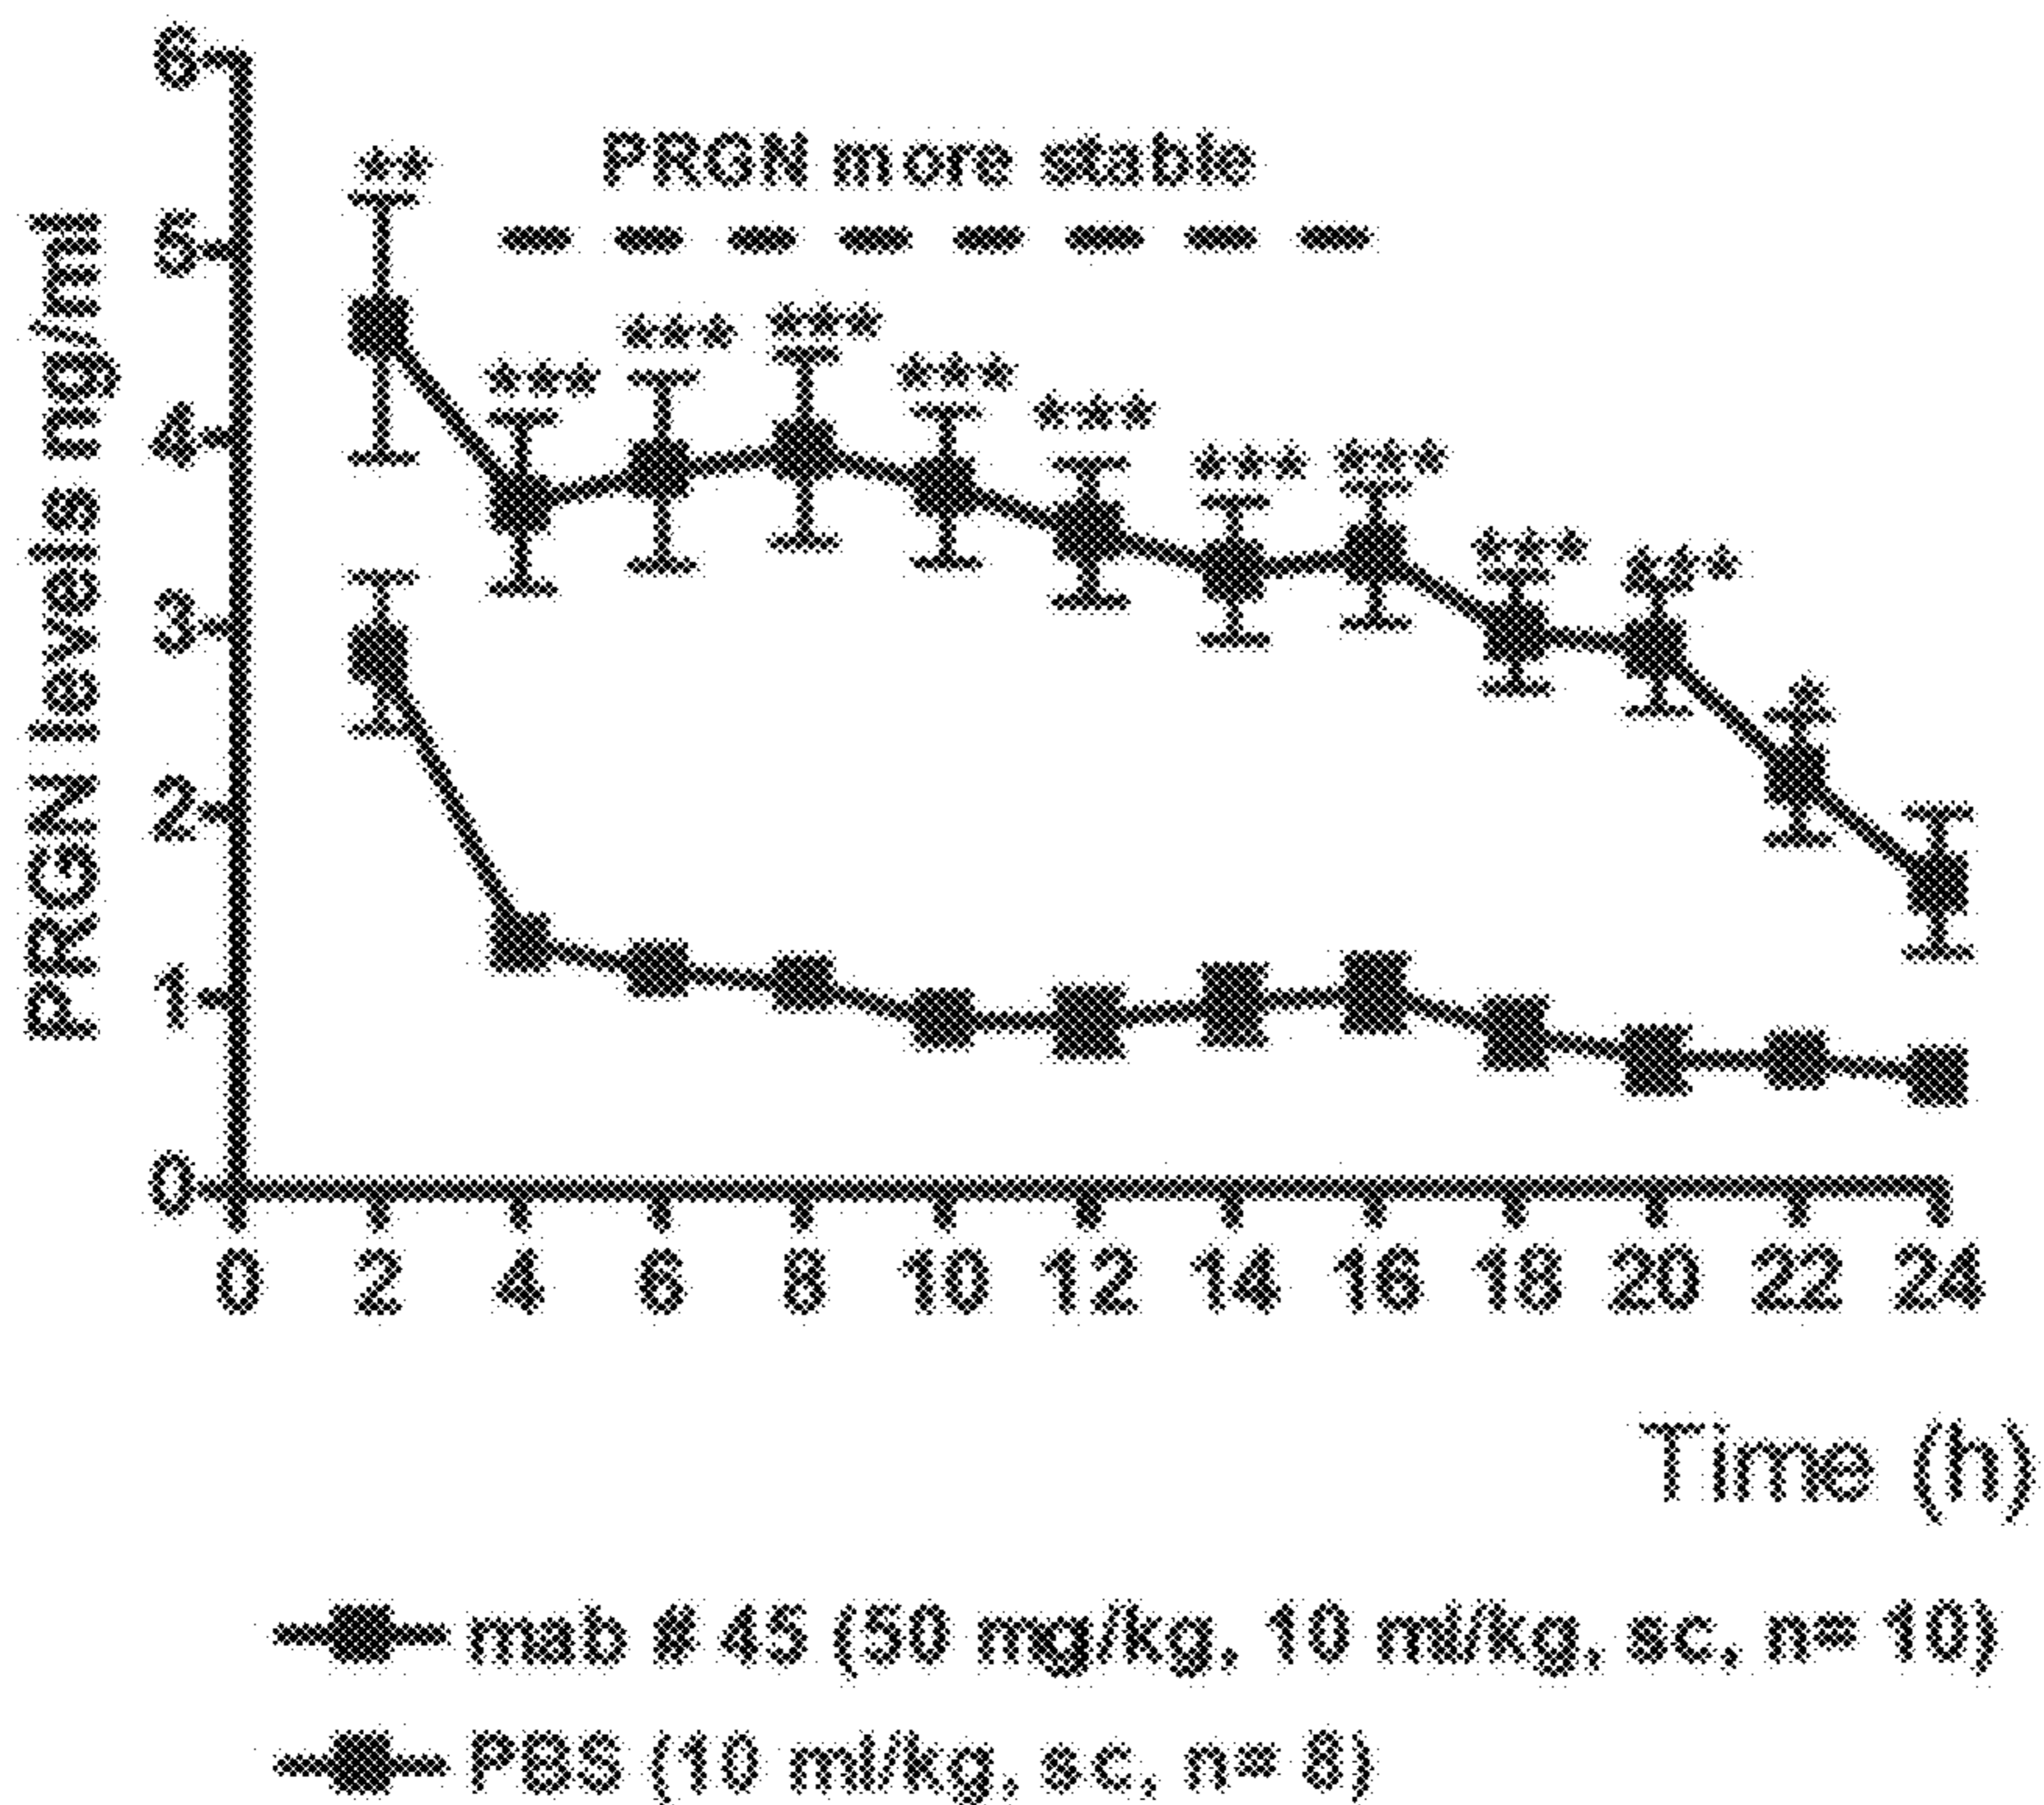 6
**
PRGN more stable
5
*** *** *** *** ***
4
*** ***
*** ***
3
*
2
1
0
PRGN levels mg/ml
0 2 4 6 8 10 12 14 16 18 20 22 24
Time (h)
mab # 45 (50 mg/kg, 10 ml/kg, sc, n= 10)
PBS (10 ml/kg, sc, n= 8)